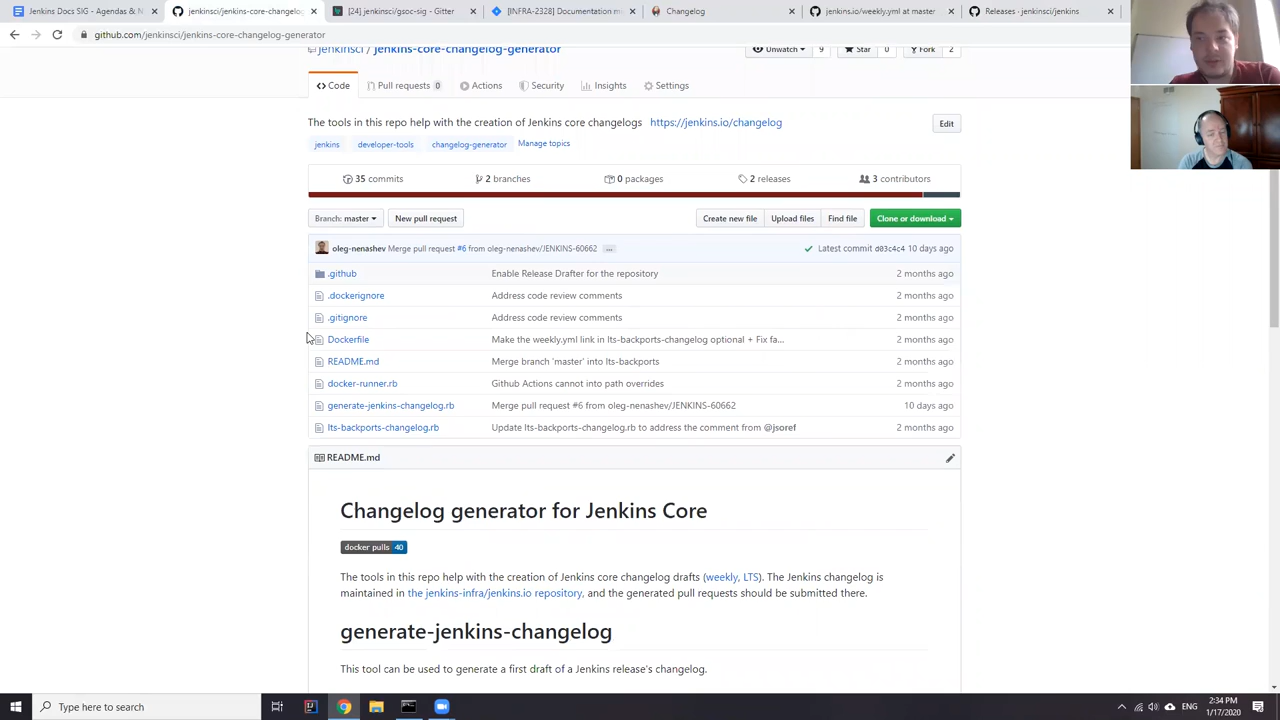 Jenkins Docs SIG - Agendas & N
jenkinsci/jenkins-core-changelog-
[24] jenkinsci/gsoc-sig - Gitter
[INFRA-2328] Documentation mi
Changelog
jenkins.io/weekly.yml at master
Releases · jenkinsci/jenkins
github.com/jenkinsci/jenkins-core-changelog-generator
jenkinsci / jenkins-core-changelog-generator
Unwatch 9 Star 0 Fork 2
Code Pull requests 0 Actions Security Insights Settings
The tools in this repo help with the creation of Jenkins core changelogs https://jenkins.io/changelog Edit
jenkins developer-tools changelog-generator Manage topics
35 commits 2 branches 0 packages 2 releases 3 contributors
Branch: master New pull request Create new file Upload files Find file Clone or download
oleg-nenashev Merge pull request #6 from oleg-nenashev/JENKINS-60662 ... Latest commit d03c4c4 10 days ago
.github Enable Release Drafter for the repository 2 months ago
.dockerignore Address code review comments 2 months ago
.gitignore Address code review comments 2 months ago
Dockerfile Make the weekly.yml link in lts-backports-changelog optional + Fix fa... 2 months ago
README.md Merge branch 'master' into lts-backports 2 months ago
docker-runner.rb Github Actions cannot into path overrides 2 months ago
generate-jenkins-changelog.rb Merge pull request #6 from oleg-nenashev/JENKINS-60662 10 days ago
lts-backports-changelog.rb Update lts-backports-changelog.rb to address the comment from @jsoref 2 months ago
README.md
Changelog generator for Jenkins Core
docker pulls 40
The tools in this repo help with the creation of Jenkins core changelog drafts (weekly, LTS). The Jenkins changelog is
maintained in the jenkins-infra/jenkins.io repository, and the generated pull requests should be submitted there.
generate-jenkins-changelog
This tool can be used to generate a first draft of a Jenkins release's changelog.
Type here to search
ENG
2:34 PM
1/17/2020